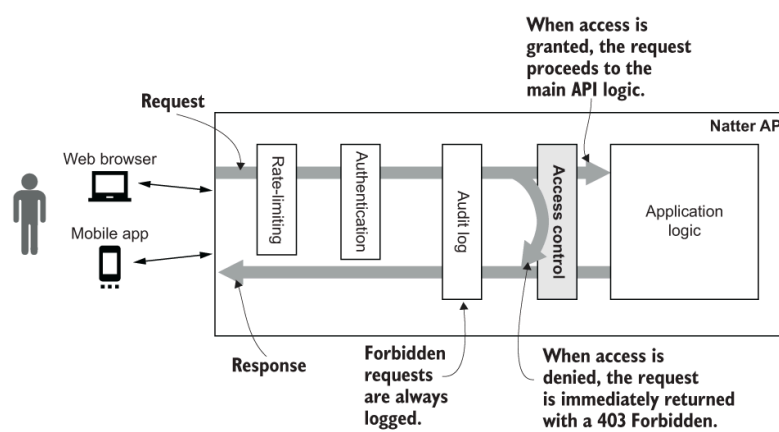 When access is
granted, the request
proceeds to the
main API logic.
Request
Natter AP
Web browser
Mobile app
Rate-limiting
Authentication
Audit log
Access control
Application
logic
Response
Forbidden
requests
are always
logged.
When access is
denied, the request
is immediately returned
with a 403 Forbidden.